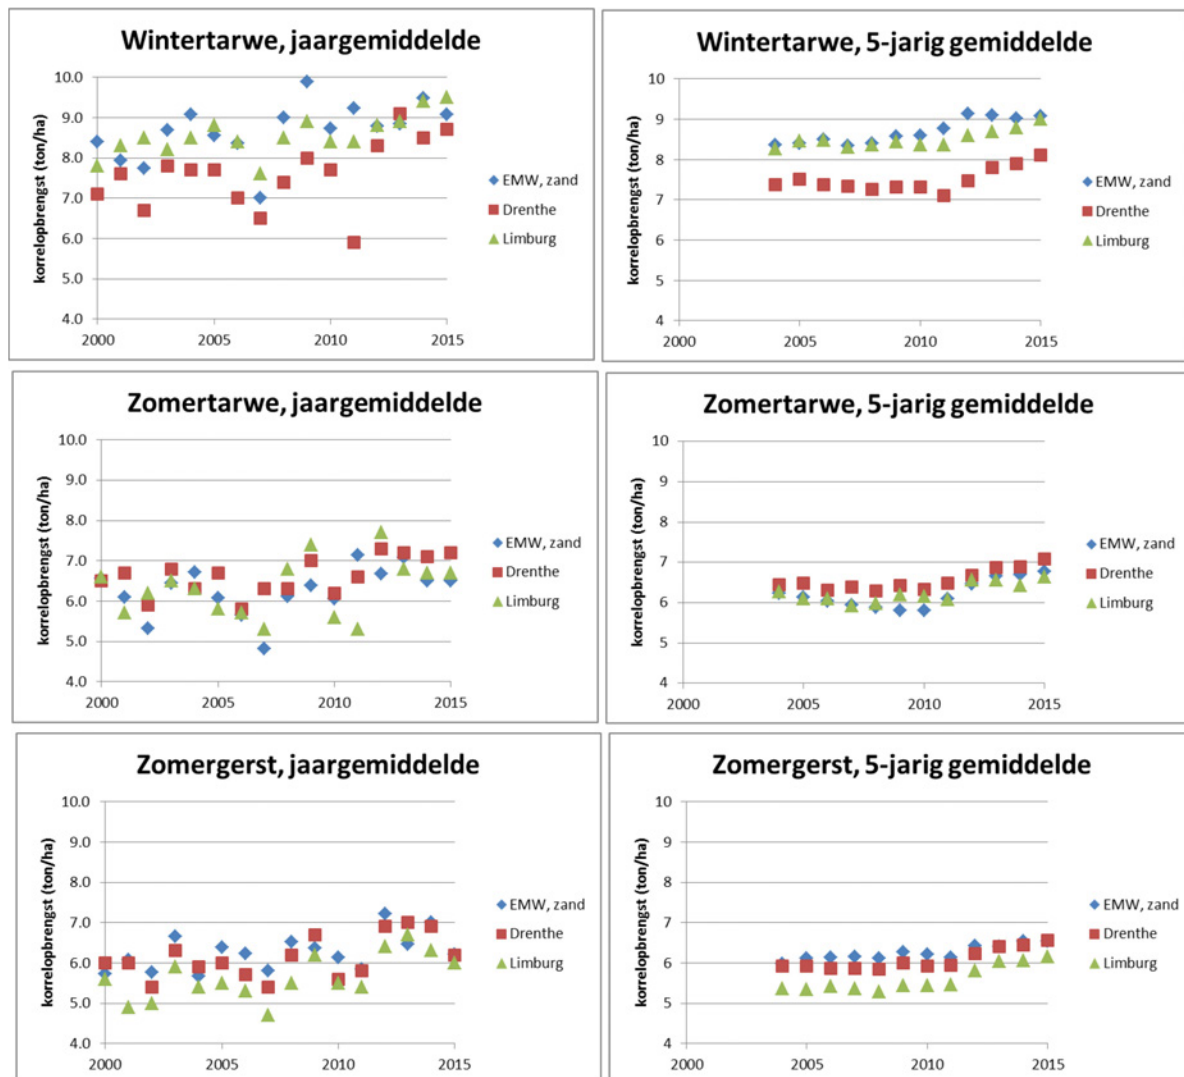 Wintertarwe, jaargemiddelde
korrelopbrengst (ton/ha)
10.0
9.0
8.0
7.0
6.0
5.0
4.0
2000 2005 2010 2015
EMW, zand
Drenthe
Limburg
Wintertarwe, 5-jarig gemiddelde
korrelopbrengst (ton/ha)
10
9
8
7
6
5
4
2000 2005 2010 2015
EMW, zand
Drenthe
Limburg
Zomertarwe, jaargemiddelde
korrelopbrengst (ton/ha)
10.0
9.0
8.0
7.0
6.0
5.0
4.0
2000 2005 2010 2015
EMW, zand
Drenthe
Limburg
Zomertarwe, 5-jarig gemiddelde
korrelopbrengst (ton/ha)
10
9
8
7
6
5
4
2000 2005 2010 2015
EMW, zand
Drenthe
Limburg
Zomergerst, jaargemiddelde
korrelopbrengst (ton/ha)
10.0
9.0
8.0
7.0
6.0
5.0
4.0
2000 2005 2010 2015
EMW, zand
Drenthe
Limburg
Zomergerst, 5-jarig gemiddelde
korrelopbrengst (ton/ha)
10
9
8
7
6
5
4
2000 2005 2010 2015
EMW, zand
Drenthe
Limburg